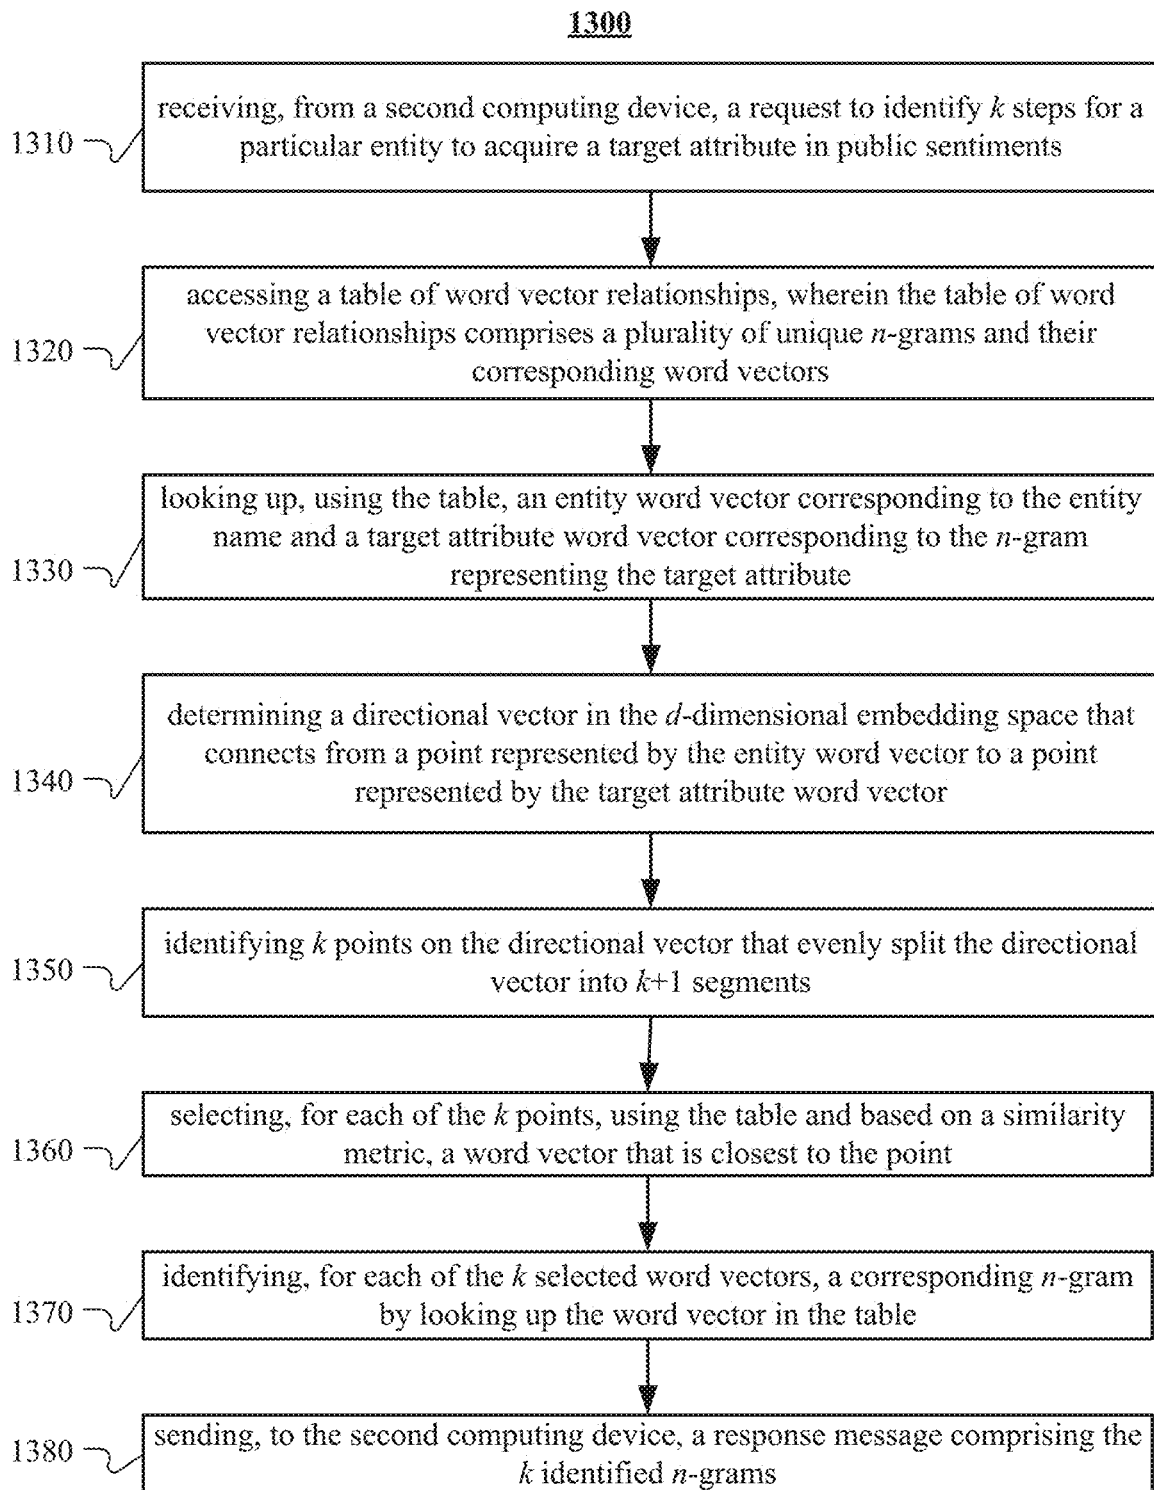 1300
receiving, from a second computing device, a request to identify k steps for a
particular entity to acquire a target attribute in public sentiments
1310
accessing a table of word vector relationships, wherein the table of word
vector relationships comprises a plurality of unique n-grams and their
corresponding word vectors
1320
looking up, using the table, an entity word vector corresponding to the entity
name and a target attribute word vector corresponding to the n-gram
representing the target attribute
1330
determining a directional vector in the d-dimensional embedding space that
connects from a point represented by the entity word vector to a point
represented by the target attribute word vector
1340
identifying k points on the directional vector that evenly split the directional
vector into k+1 segments
1350
selecting, for each of the k points, using the table and based on a similarity
metric, a word vector that is closest to the point
1360
identifying, for each of the k selected word vectors, a corresponding n-gram
by looking up the word vector in the table
1370
sending, to the second computing device, a response message comprising the
k identified n-grams
1380